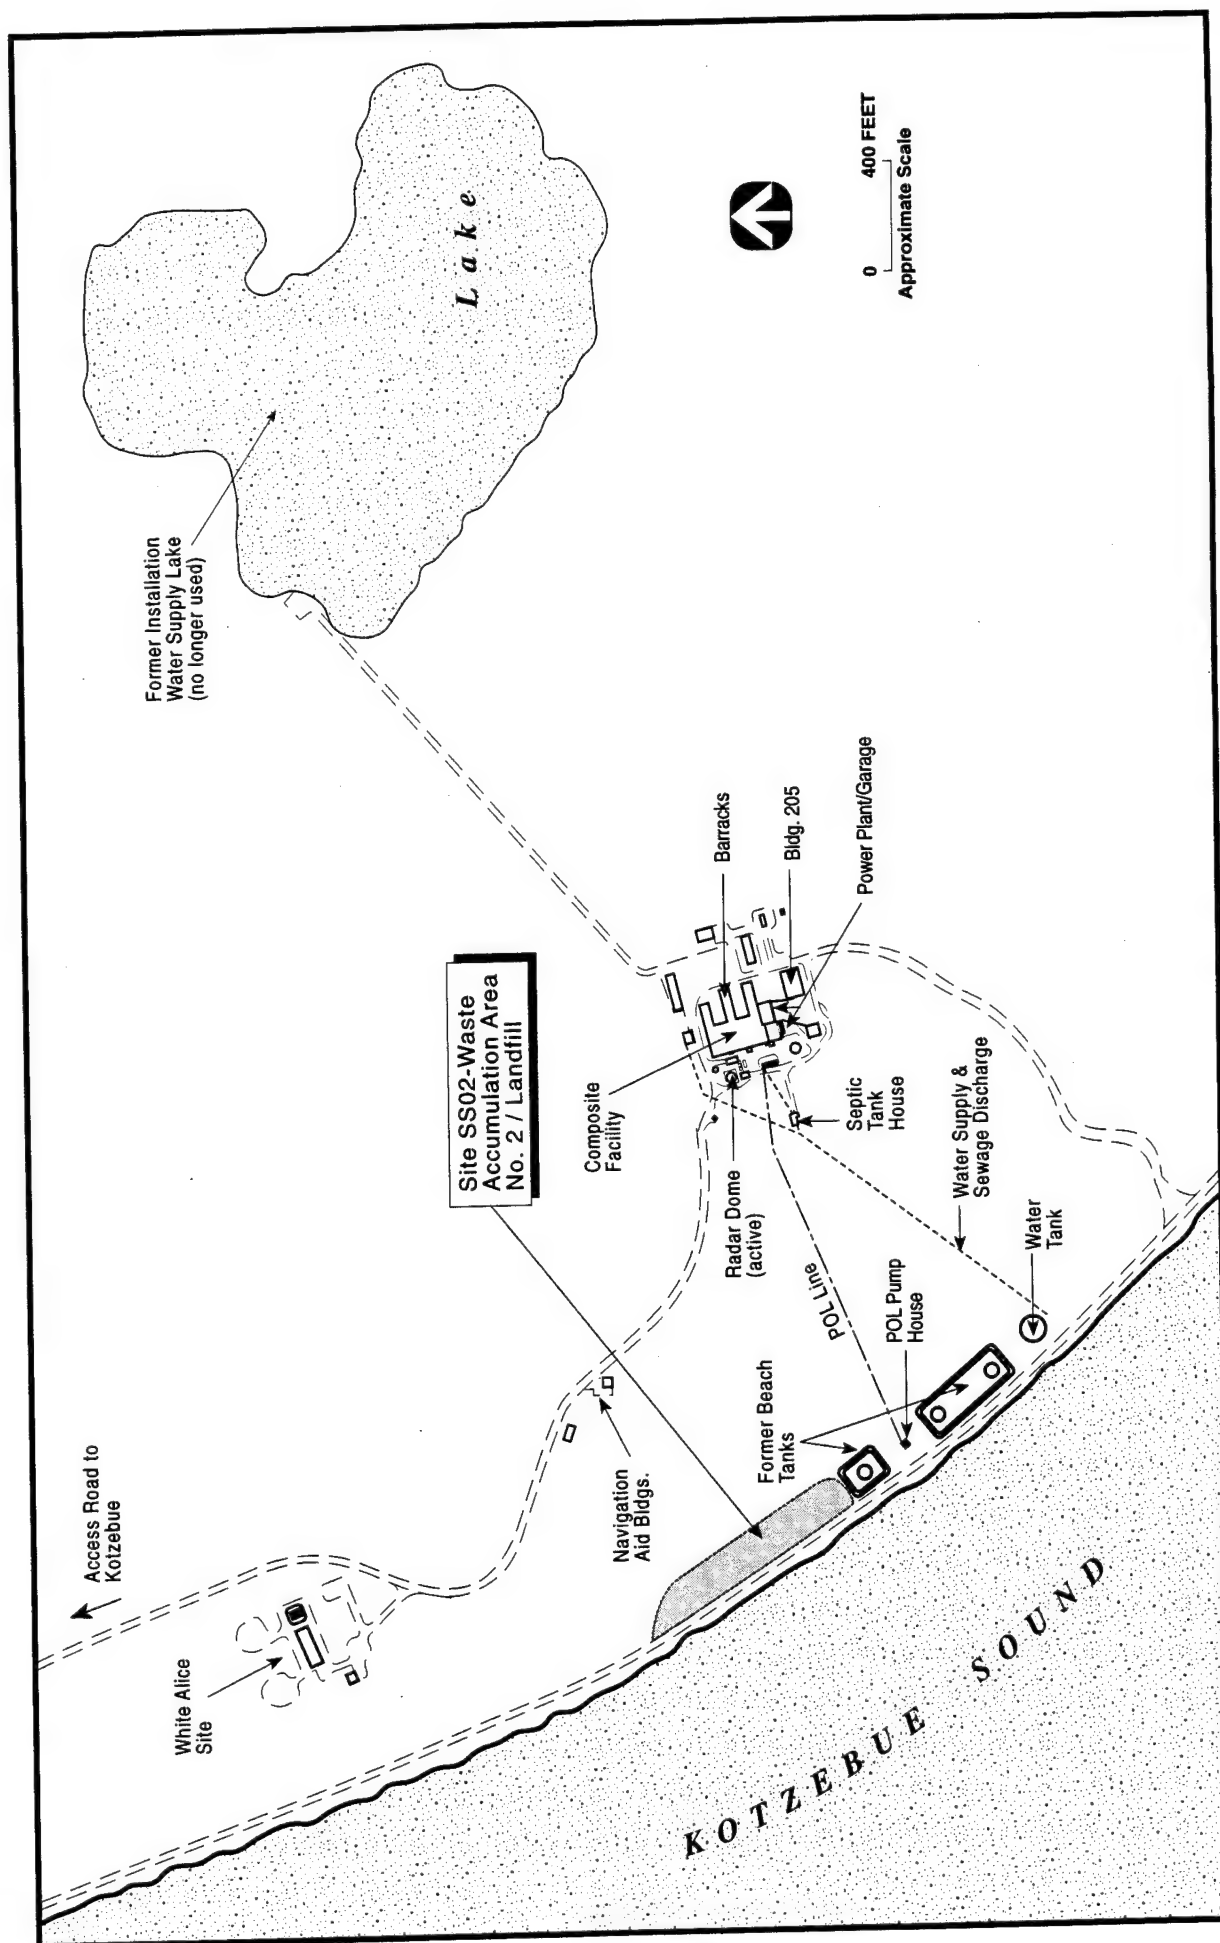 Access Road to
Kotzebue
White Alice
Site
Navigation
Aid Bldgs.
Site SS02-Waste
Accumulation Area
No. 2 / Landfill
Former Installation
Water Supply Lake
(no longer used)
Lake
Composite
Facility
Barracks
Bldg. 205
Power Plant/Garage
Radar Dome
(active)
Septic
Tank
House
POL Line
POL Pump
House
Former Beach
Tanks
Water Supply &
Sewage Discharge
Water
Tank
KOTZEBUE SOUND
0 400 FEET
Approximate Scale